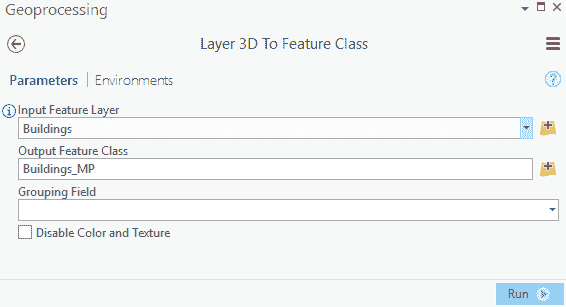 Geoprocessing
Layer 3D To Feature Class
Parameters | Environments
Input Feature Layer
Buildings
Output Feature Class
Buildings_MP
Grouping Field
Disable Color and Texture
Run